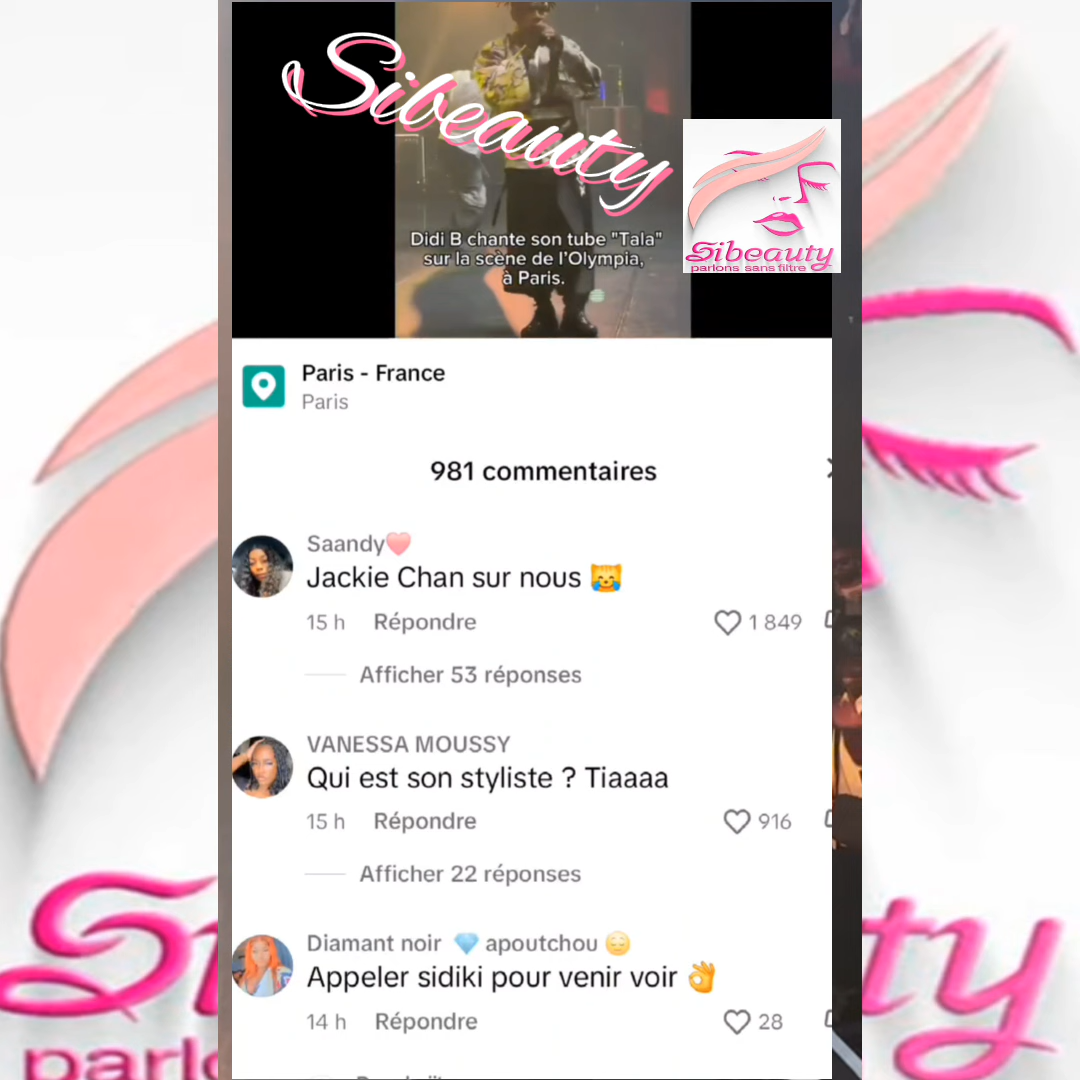 Sibeauty
Sibeauty
parlons sans filtre
Didi B chante son tube "Tala"
sur la scène de l'Olympia,
à Paris.
Paris - France
Paris
981 commentaires
Saandy🩷
Jackie Chan sur nous 😹
15 h Répondre 1 849
Afficher 53 réponses
VANESSA MOUSSY
Qui est son styliste ? Tiaaaa
15 h Répondre 916
Afficher 22 réponses
Diamant noir 💎 apoutchou 😔
Appeler sidiki pour venir voir 👌
14 h Répondre 28